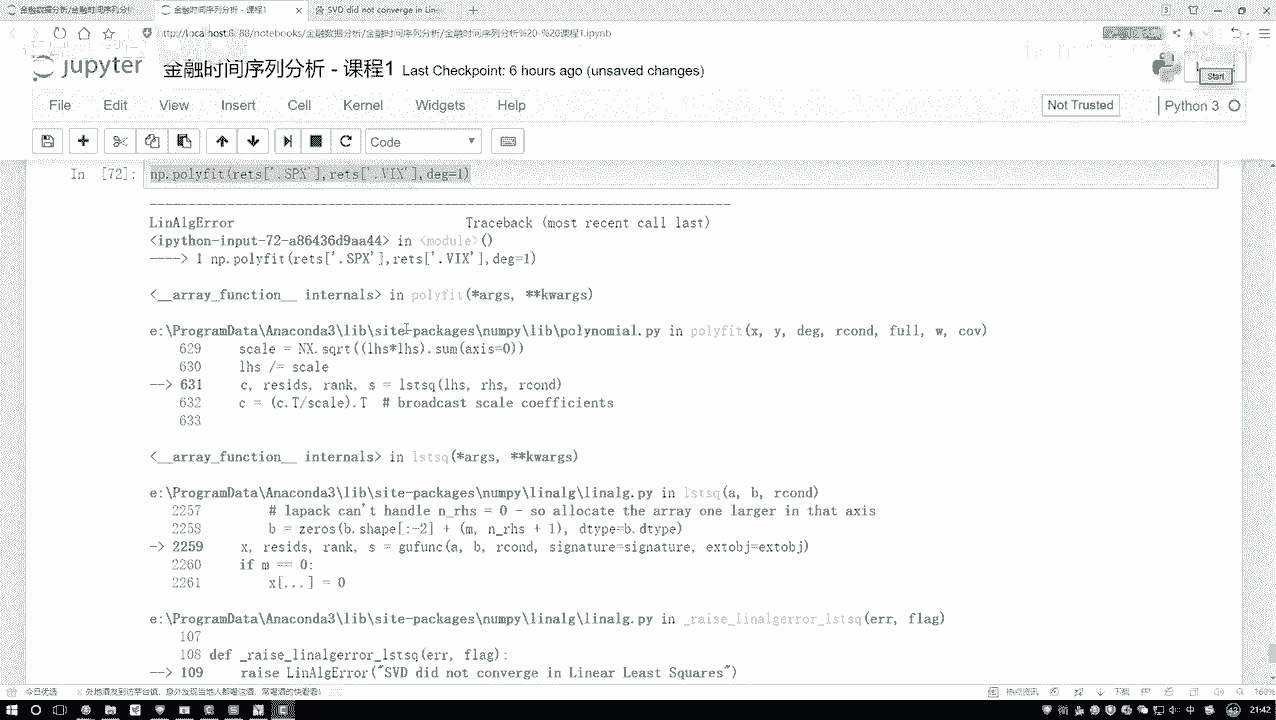 金融数据分析/金融时间序列分析
金融时间序列分析 - 课程1
SVD did not converge in Line
http://localhost:8888/notebooks/金融数据分析/金融时间序列分析/金融时间序列分析%20-%20课程1.ipynb
jupyter 金融时间序列分析 - 课程1 Last Checkpoint: 6 hours ago (unsaved changes)
Start
File Edit View Insert Cell Kernel Widgets Help
Not Trusted Python 3
Code
In [72]: np.polyfit(rets['.SPX'],rets['.VIX'],deg=1)
LinAlgError Traceback (most recent call last)
<ipython-input-72-a86436d9aa44> in <module>()
----> 1 np.polyfit(rets['.SPX'],rets['.VIX'],deg=1)
<__array_function__ internals> in polyfit(*args, **kwargs)
e:\ProgramData\Anaconda3\lib\site-packages\numpy\lib\polynomial.py in polyfit(x, y, deg, rcond, full, w, cov)
629 scale = NX.sqrt((lhs*lhs).sum(axis=0))
630 lhs /= scale
--> 631 c, resids, rank, s = lstsq(lhs, rhs, rcond)
632 c = (c.T/scale).T # broadcast scale coefficients
633
<__array_function__ internals> in lstsq(*args, **kwargs)
e:\ProgramData\Anaconda3\lib\site-packages\numpy\linalg\linalg.py in lstsq(a, b, rcond)
2257 # lapack can't handle n_rhs = 0 - so allocate the array one larger in that axis
2258 b = zeros(b.shape[:-2] + (m, n_rhs + 1), dtype=b.dtype)
-> 2259 x, resids, rank, s = gufunc(a, b, rcond, signature=signature, extobj=extobj)
2260 if m == 0:
2261 x[...] = 0
e:\ProgramData\Anaconda3\lib\site-packages\numpy\linalg\linalg.py in _raise_linalgerror_lstsq(err, flag)
107
108 def _raise_linalgerror_lstsq(err, flag):
--> 109 raise LinAlgError("SVD did not converge in Linear Least Squares")
今日优选
热点资讯
下载
160%
中
21:42